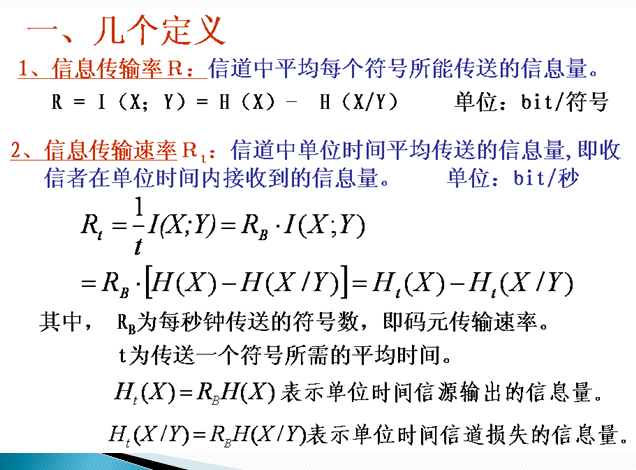 一、几个定义
1、信息传输率R：信道中平均每个符号所能传送的信息量。
R = I（X；Y）= H（X）- H（X/Y） 单位：bit/符号
2、信息传输速率Rt：信道中单位时间平均传送的信息量,即收
信者在单位时间内接收到的信息量。 单位：bit/秒
Rt = 1/t I(X;Y) = RB · I(X;Y)
= RB · [H(X) − H(X/Y)] = Ht(X) − Ht(X/Y)
其中， RB为每秒钟传送的符号数，即码元传输速率。
t为传送一个符号所需的平均时间。
Ht(X) = RBH(X) 表示单位时间信源输出的信息量。
Ht(X/Y) = RBH(X/Y)表示单位时间信道损失的信息量。